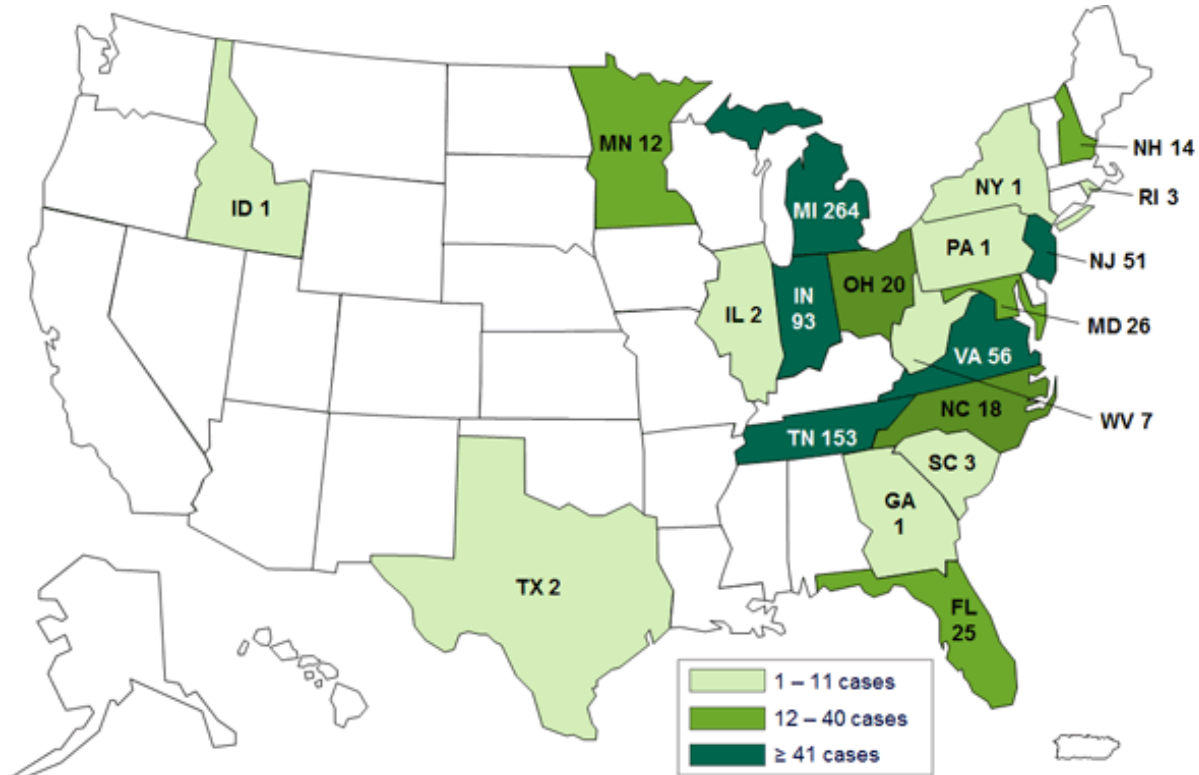 MN 12
NH 14
NY 1
RI 3
ID 1
MI 264
PA 1
NJ 51
OH 20
IL 2
IN
93
MD 26
VA 56
NC 18
WV 7
TN 153
SC 3
GA
1
TX 2
FL
25
1 – 11 cases
12 – 40 cases
≥ 41 cases